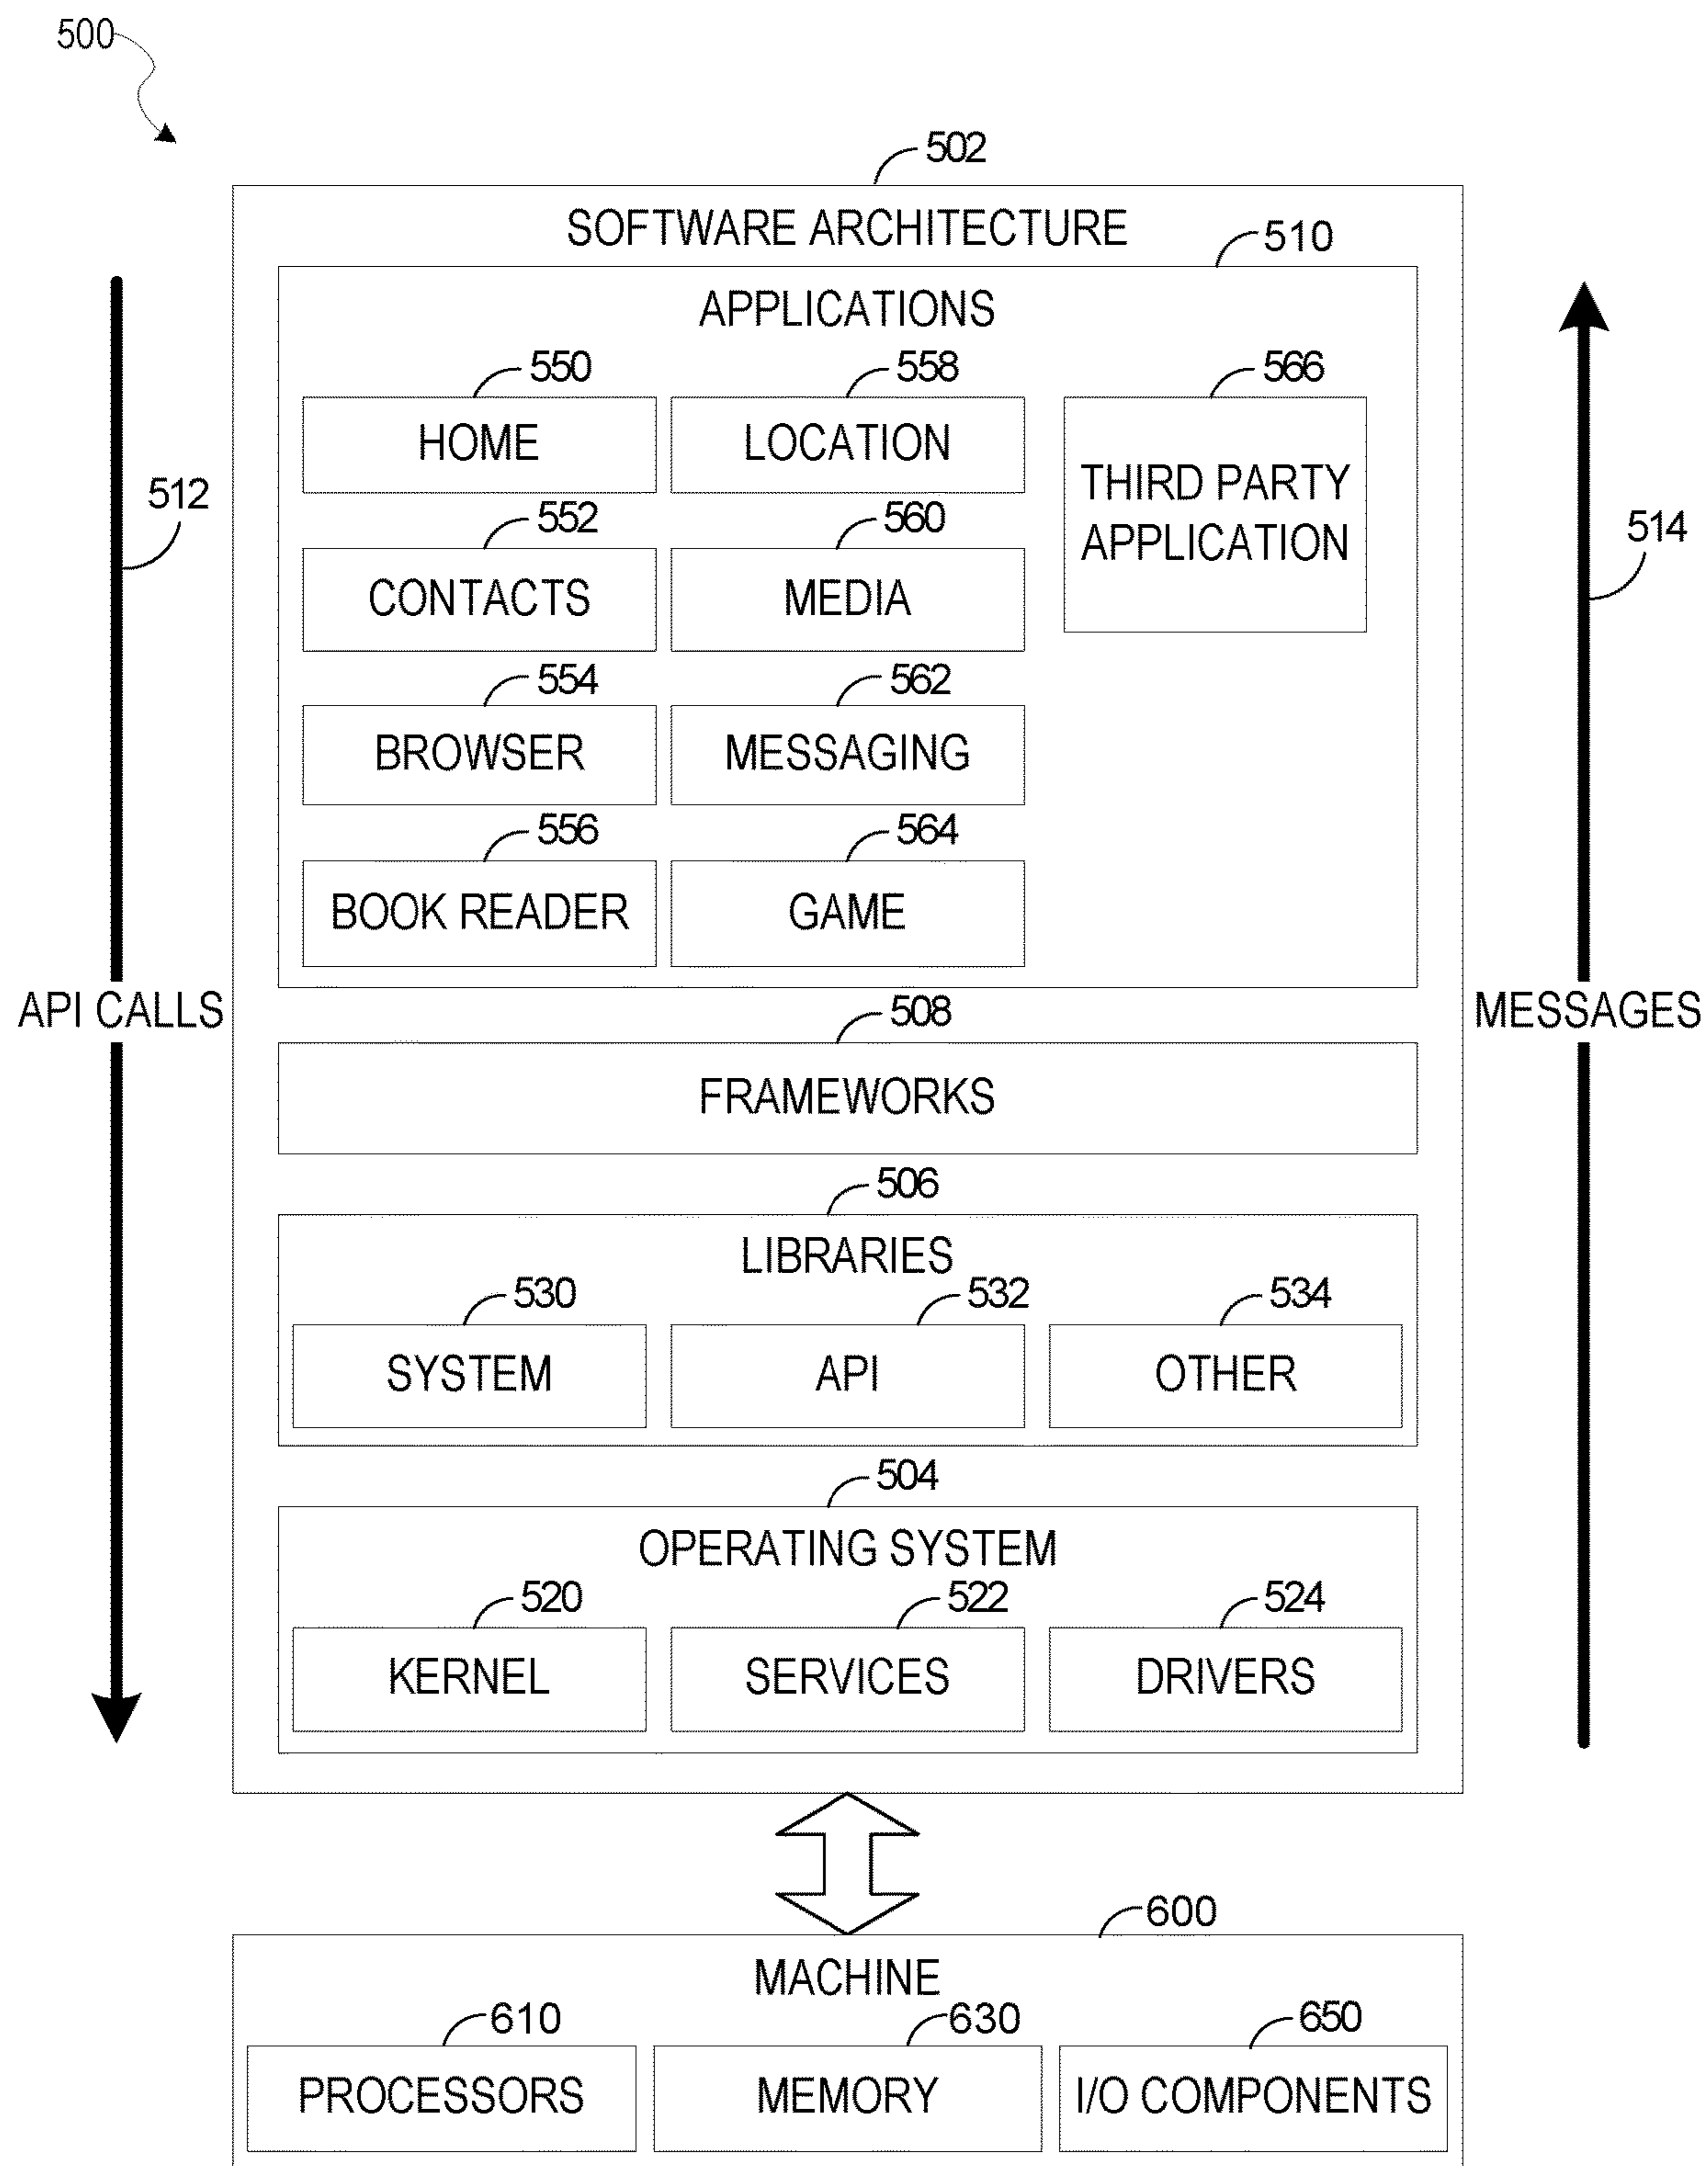 500
502
SOFTWARE ARCHITECTURE
510
APPLICATIONS
550
558
566
HOME
LOCATION
THIRD PARTY
APPLICATION
512
514
552
560
CONTACTS
MEDIA
554
562
BROWSER
MESSAGING
556
564
BOOK READER
GAME
API CALLS
MESSAGES
508
FRAMEWORKS
506
LIBRARIES
530
532
534
SYSTEM
API
OTHER
504
OPERATING SYSTEM
520
522
524
KERNEL
SERVICES
DRIVERS
600
MACHINE
610
630
650
PROCESSORS
MEMORY
I/O COMPONENTS